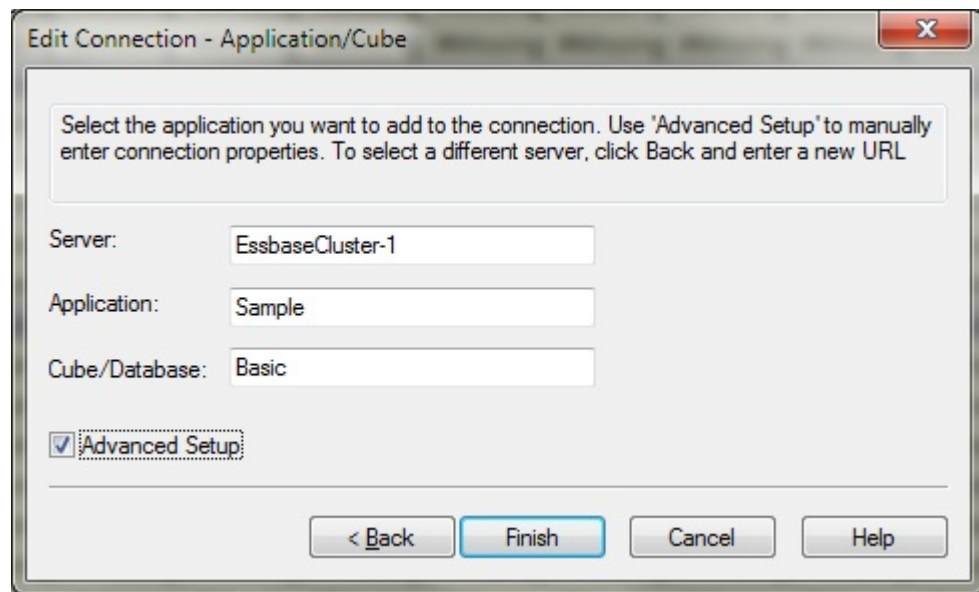 Edit Connection - Application/Cube
Select the application you want to add to the connection. Use 'Advanced Setup' to manually
enter connection properties. To select a different server, click Back and enter a new URL
Server: EssbaseCluster-1
Application: Sample
Cube/Database: Basic
Advanced Setup
< Back Finish Cancel Help